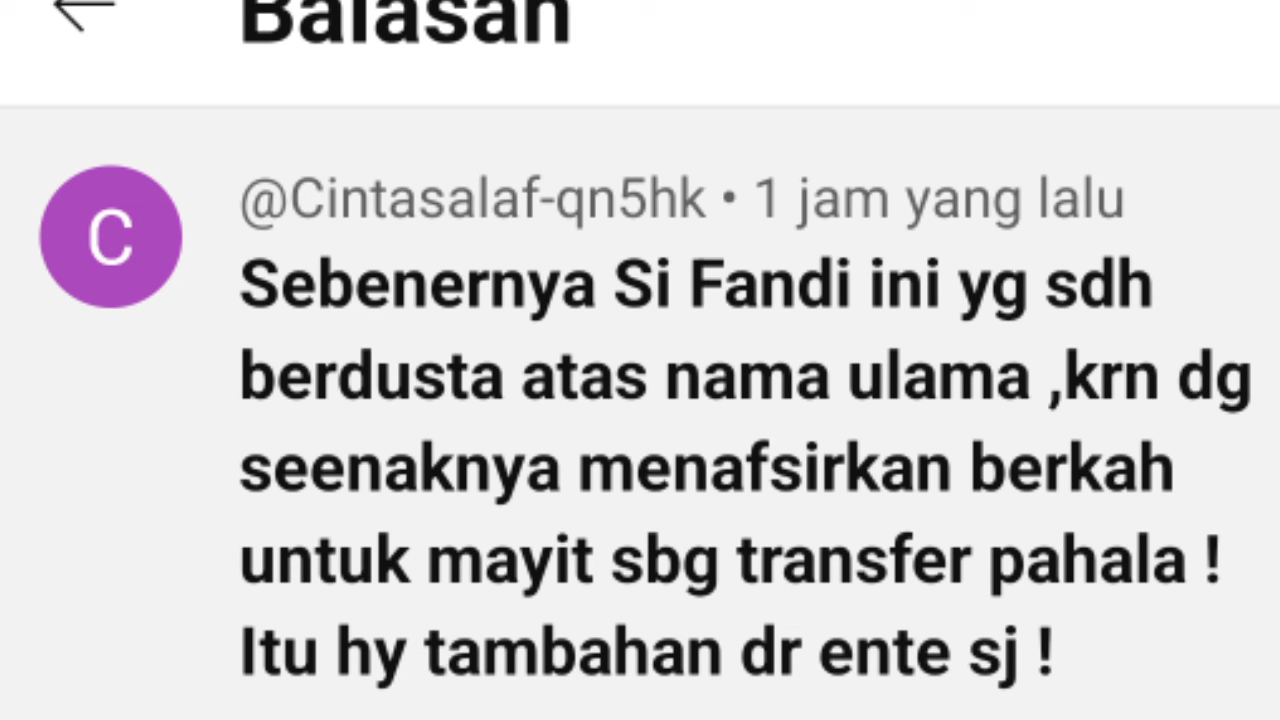 Balasan
C
@Cintasalaf-qn5hk • 1 jam yang lalu
Sebenernya Si Fandi ini yg sdh
berdusta atas nama ulama ,krn dg
seenaknya menafsirkan berkah
untuk mayit sbg transfer pahala !
Itu hy tambahan dr ente sj !